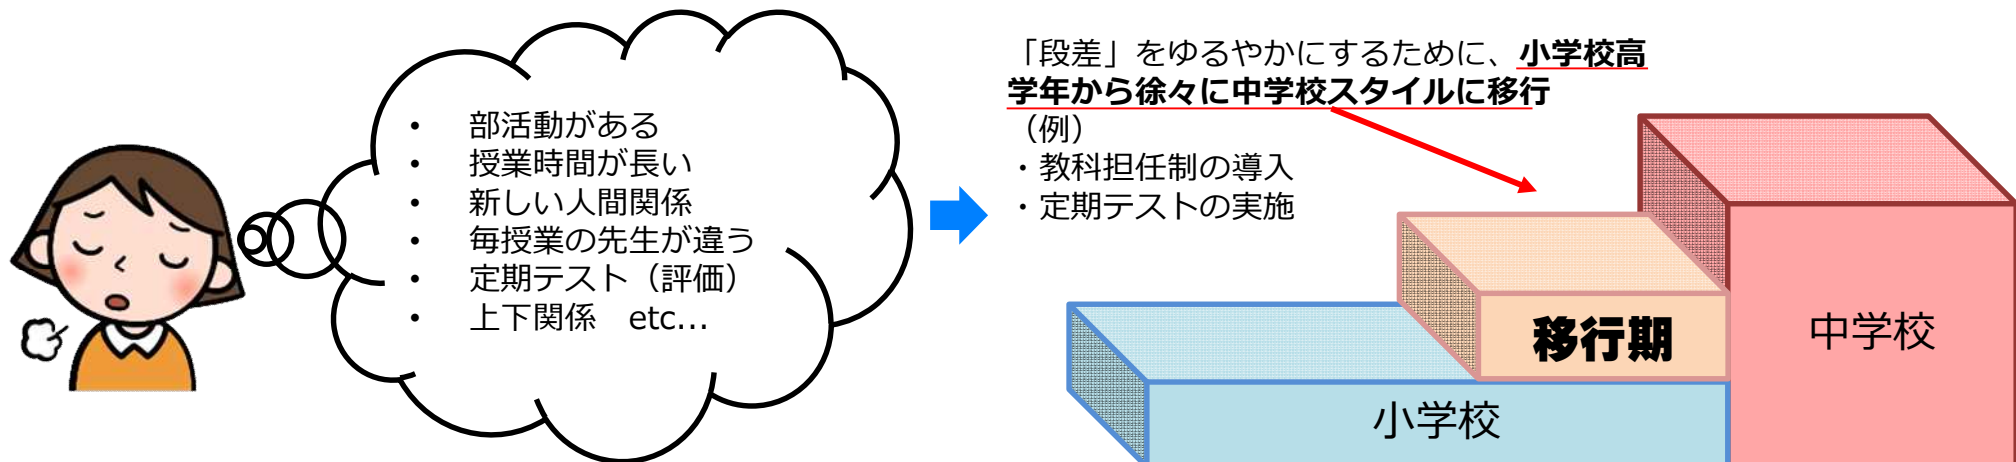 ・ 部活動がある
・ 授業時間が長い
・ 新しい人間関係
・ 毎授業の先生が違う
・ 定期テスト（評価）
・ 上下関係　etc…
「段差」をゆるやかにするために、小学校高
学年から徐々に中学校スタイルに移行
（例）
・教科担任制の導入
・定期テストの実施
移行期
中学校
小学校